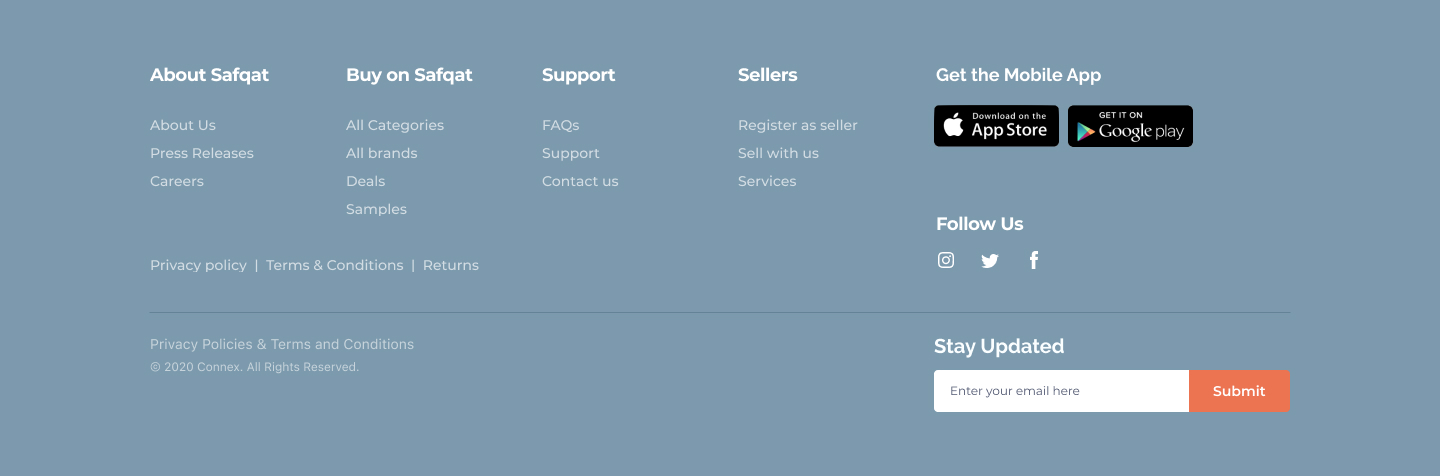 About Safqat
About Us
Press Releases
Careers
Buy on Safqat
All Categories
All brands
Deals
Samples
Support
FAQs
Support
Contact us
Sellers
Register as seller
Sell with us
Services
Get the Mobile App
Download on the
App Store
GET IT ON
Google play
Follow Us
Privacy policy | Terms & Conditions | Returns
Privacy Policies & Terms and Conditions
© 2020 Connex. All Rights Reserved.
Stay Updated
Enter your email here
Submit